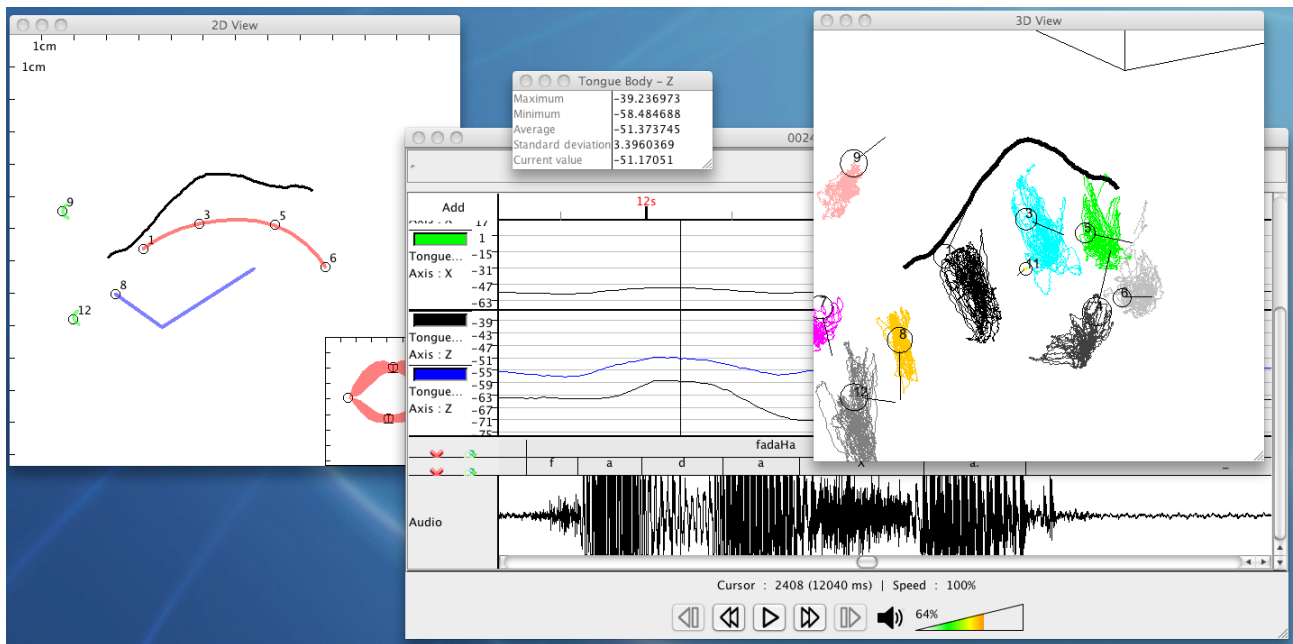 2D View
1cm
1cm
9
3
5
1
6
8
12
Tongue Body - Z
Maximum -39.236973
Minimum -58.484688
Average -51.373745
Standard deviation 3.3960369
Current value -51.17051
0024
Add
12s
17
1
Tongue...
-15
Axis : X
-31
-47
-63
-39
Tongue...
-43
-47
Axis : Z
-51
-55
Tongue...
-59
-63
Axis : Z
-67
-71
-75
fadaHa
f a d a X a.
Audio
Cursor : 2408 (12040 ms) | Speed : 100%
64%
3D View
9
3
5
11
6
4
7
8
12